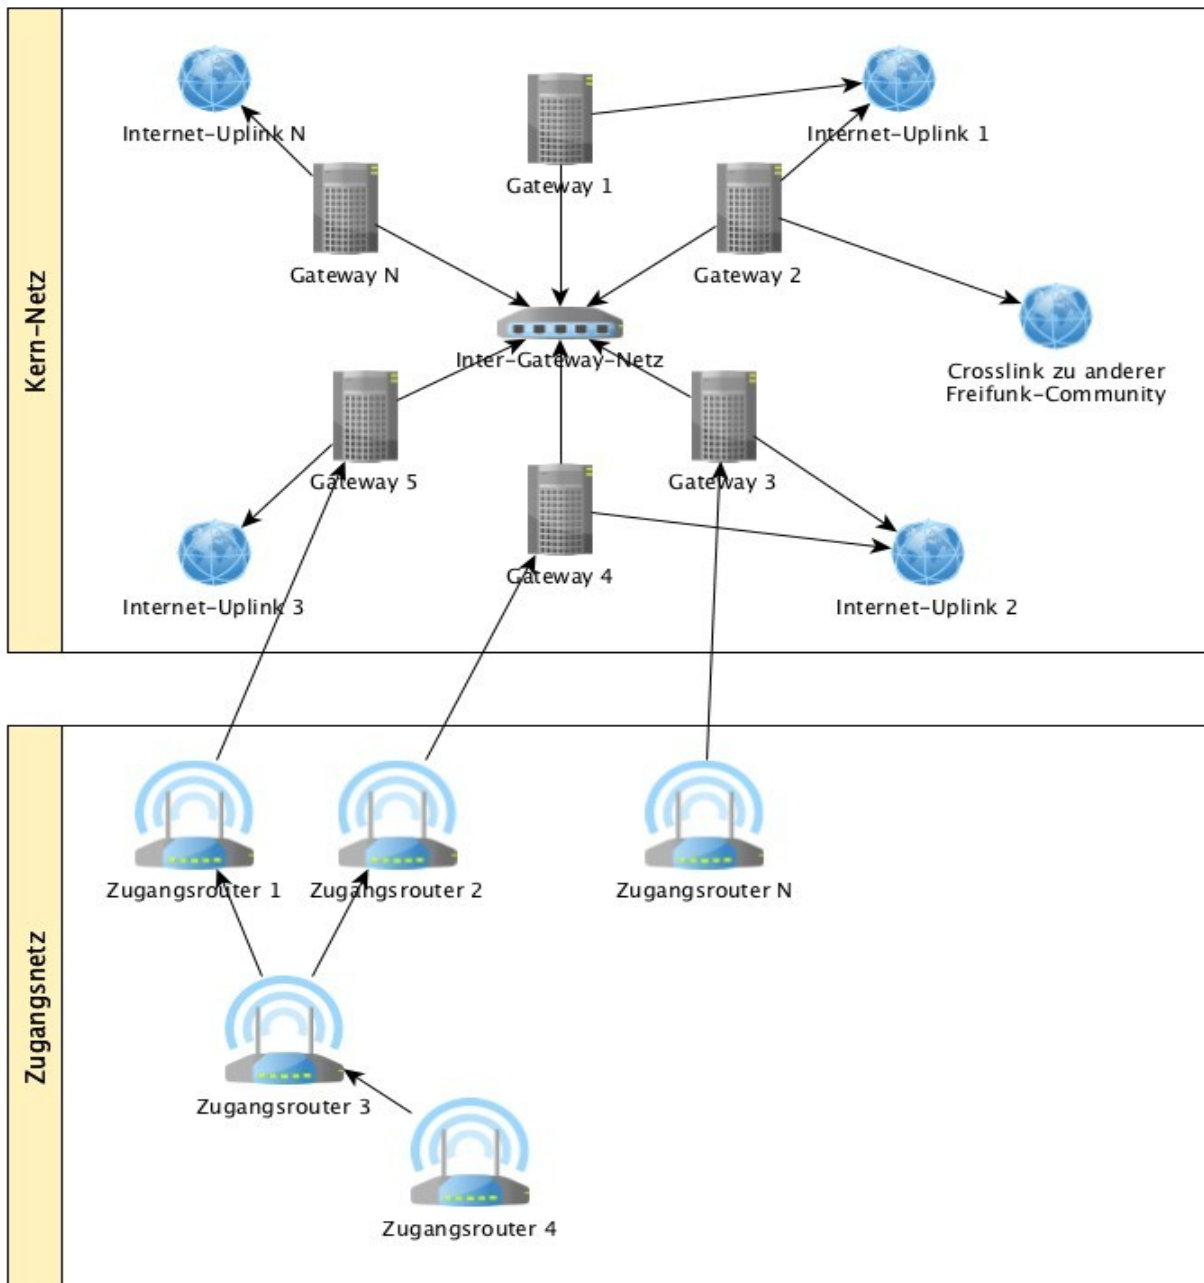 Kern-Netz
Internet-Uplink N
Internet-Uplink 1
Gateway 1
Gateway N
Gateway 2
Inter-Gateway-Netz
Crosslink zu anderer
Freifunk-Community
Gateway 5
Gateway 3
Gateway 4
Internet-Uplink 3
Internet-Uplink 2
Zugangsnetz
Zugangsrouter 1
Zugangsrouter 2
Zugangsrouter N
Zugangsrouter 3
Zugangsrouter 4